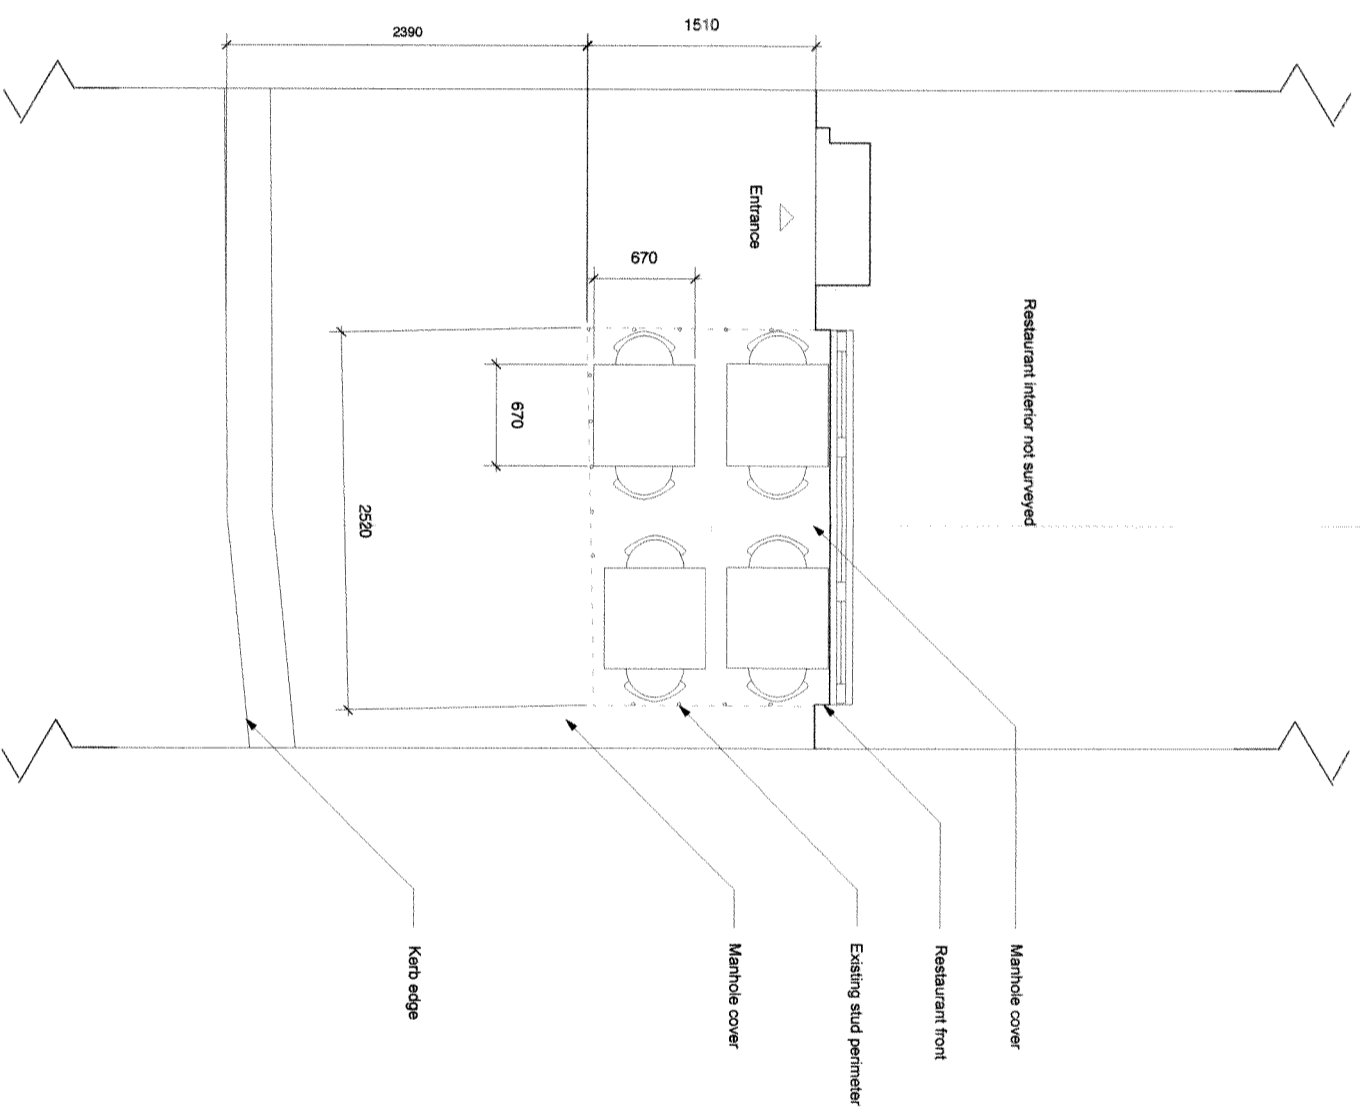 2390
1510
Entrance
670
670
2520
Restaurant interior not surveyed
Manhole cover
Restaurant front
Existing stud perimeter
Manhole cover
Kerb edge